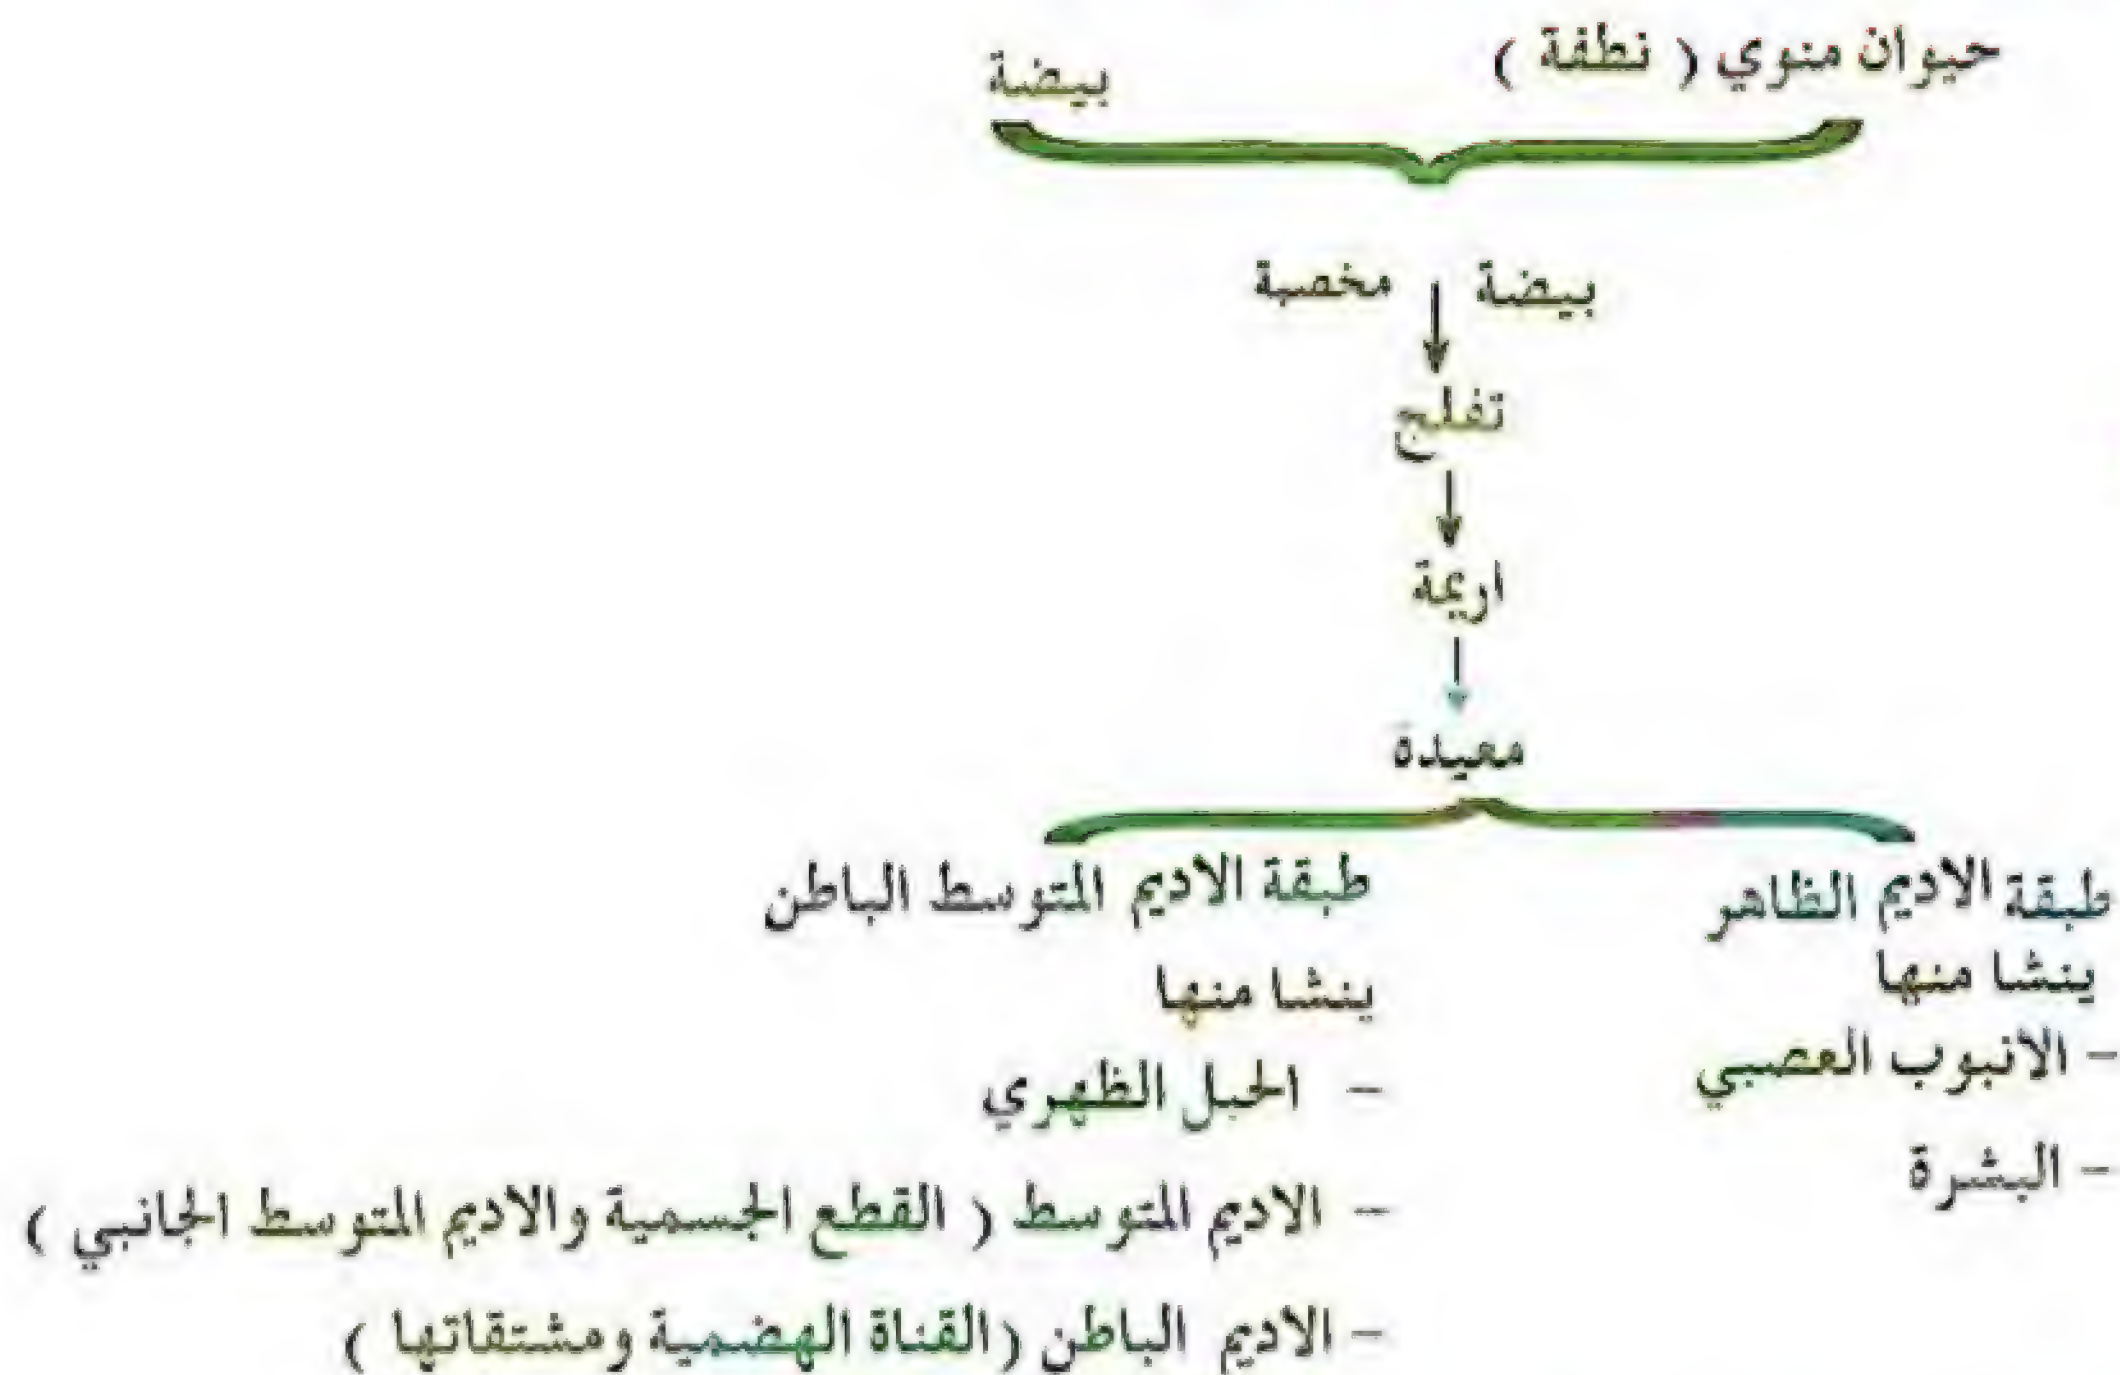 حيوان منوي ( نطفة )
بيضة
بيضة مخصبة
تفلج
اريمة
معيدة
طبقة الاديم الظاهر
ينشا منها
- الانبوب العصبي
- البشرة
طبقة الاديم المتوسط الباطن
ينشا منها
- الحبل الظهري
- الاديم المتوسط ( القطع الجسمية والاديم المتوسط الجانبي )
- الاديم الباطن (القناة الهضمية ومشتقاتها )